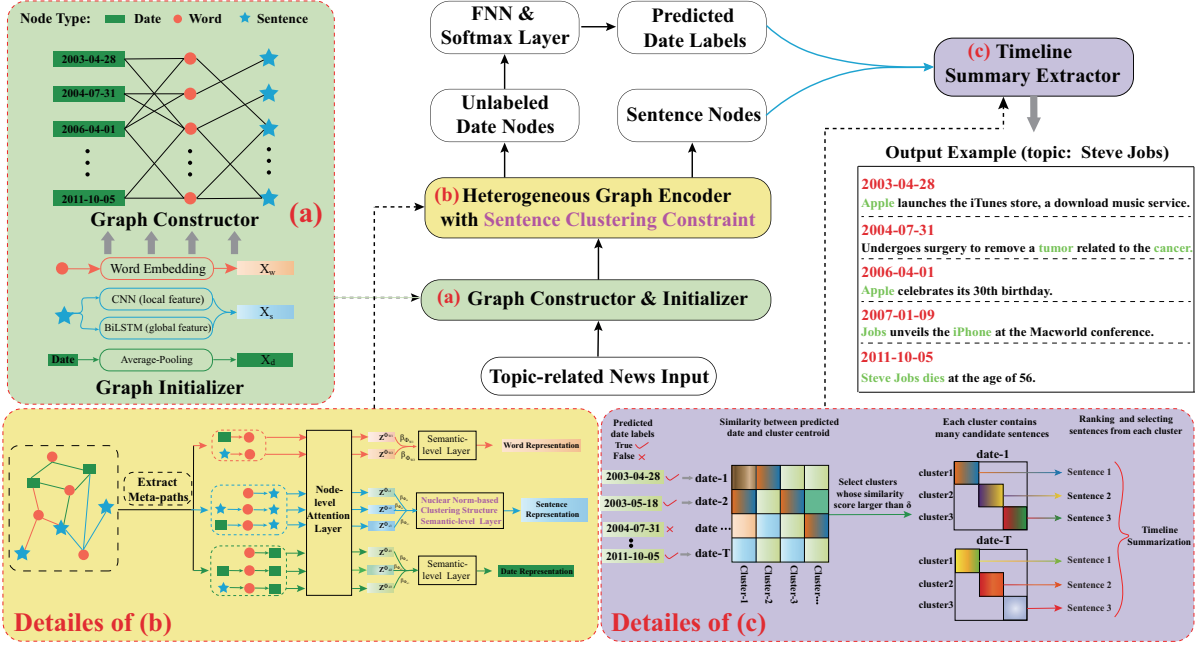 Node Type:
Date
Word
Sentence
2003-04-28
2004-07-31
2006-04-01
2011-10-05
Graph Constructor
(a)
Word Embedding
X_w
CNN (local feature)
BiLSTM (global feature)
X_s
Date
Average-Pooling
X_d
Graph Initializer
FNN &
Softmax Layer
Predicted
Date Labels
Unlabeled
Date Nodes
Sentence Nodes
(b) Heterogeneous Graph Encoder
with Sentence Clustering Constraint
(a) Graph Constructor & Initializer
Topic-related News Input
(c) Timeline
Summary Extractor
Output Example (topic: Steve Jobs)
2003-04-28
Apple launches the iTunes store, a download music service.
2004-07-31
Undergoes surgery to remove a tumor related to the cancer.
2006-04-01
Apple celebrates its 30th birthday.
2007-01-09
Jobs unveils the iPhone at the Macworld conference.
2011-10-05
Steve Jobs dies at the age of 56.
Extract
Meta-paths
Node-
level
Attention
Layer
Semantic-
level Layer
Word Representation
Nuclear Norm-based
Clustering Structure
Semantic-level Layer
Sentence
Representation
Semantic-
level Layer
Date Representation
Detailes of (b)
Predicted
date labels
True
False
2003-04-28
2003-05-18
2004-07-31
2011-10-05
Similarity between predicted
date and cluster centroid
date-1
date-2
date ···
date-T
Cluster-1
Cluster-2
Cluster-3
Cluster···
Select clusters
whose similarity
score larger than δ
Each cluster contains
many candidate sentences
date-1
cluster1
cluster2
cluster3
date-T
cluster1
cluster2
cluster3
Ranking and selecting
sentences from each cluster
Sentence 1
Sentence 2
Sentence 3
Sentence 1
Sentence 2
Sentence 3
Timeline
Summarization
Detailes of (c)